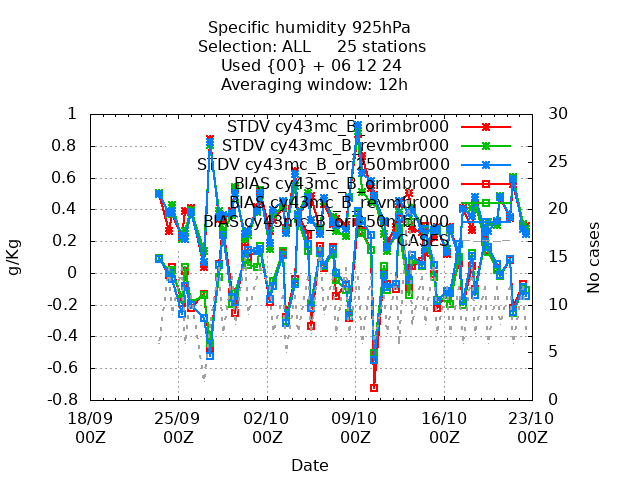 Specific humidity 925hPa
Selection: ALL 25 stations
Used {00} + 06 12 24
Averaging window: 12h
1
0.8
0.6
0.4
0.2
0
-0.2
-0.4
-0.6
-0.8
g/Kg
STDV cy43mc_B_orimbr000
STDV cy43mc_B_revmbr000
STDV cy43mc_B_ori150mbr000
BIAS cy43mc_B_orimbr000
BIAS cy43mc_B_revmbr000
BIAS
CASES
30
25
20
15
10
5
0
No cases
18/09 25/09 02/10 09/10 16/10 23/10
00Z 00Z 00Z 00Z 00Z 00Z
Date